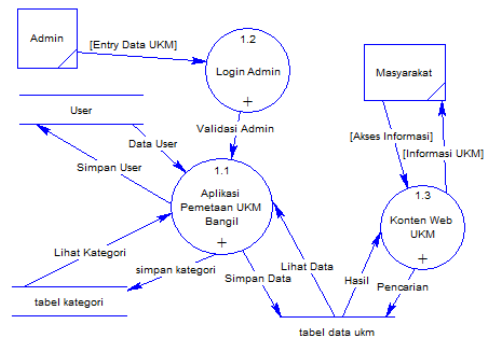 Admin
[Entry Data UKM]
1.2
Login Admin
+
Masyarakat
User
Data User
Validasi Admin
[Akses Informasi]
[Informasi UKM]
Simpan User
1.1
Aplikasi
Pemetaan UKM
Bangil
+
1.3
Konten Web
UKM
+
Lihat Kategori
simpan kategori
Simpan Data
Lihat Data
Hasil
Pencarian
tabel kategori
tabel data ukm